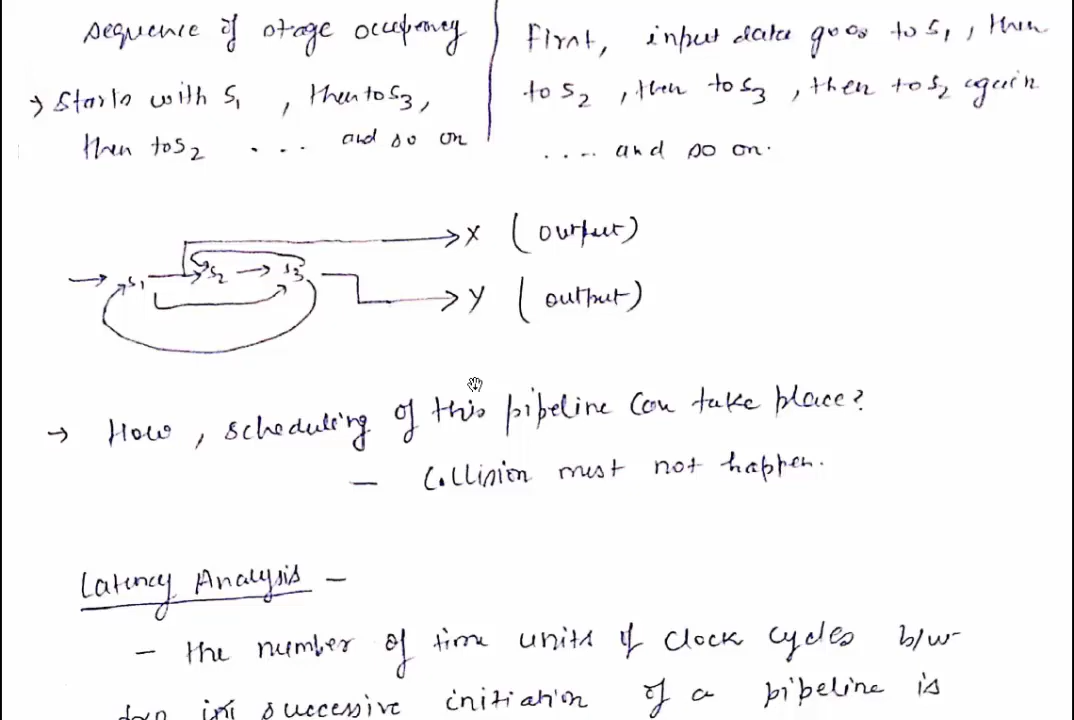 sequence of stage occupency
→ starts with S1 , then to S3,
then to S2 .... and so on
First, input data goes to S1, then
to S2 , then to S3 , then to S2 again
.... and so on.
→ X (output)
→ S1 → S2 → S3
→ Y (output)
→ How, scheduling of this pipeline can take place?
– Collision must not happen.
Latency Analysis –
– the number of time units of clock cycles b/w-
successive initiation of a pipeline is